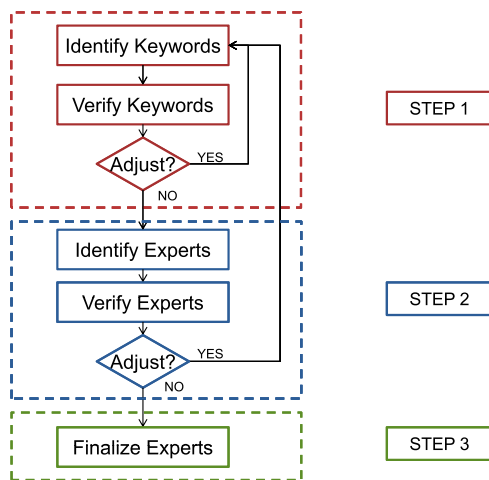 Identify Keywords
Verify Keywords
STEP 1
Adjust?
YES
NO
Identify Experts
Verify Experts
STEP 2
Adjust?
YES
NO
Finalize Experts
STEP 3